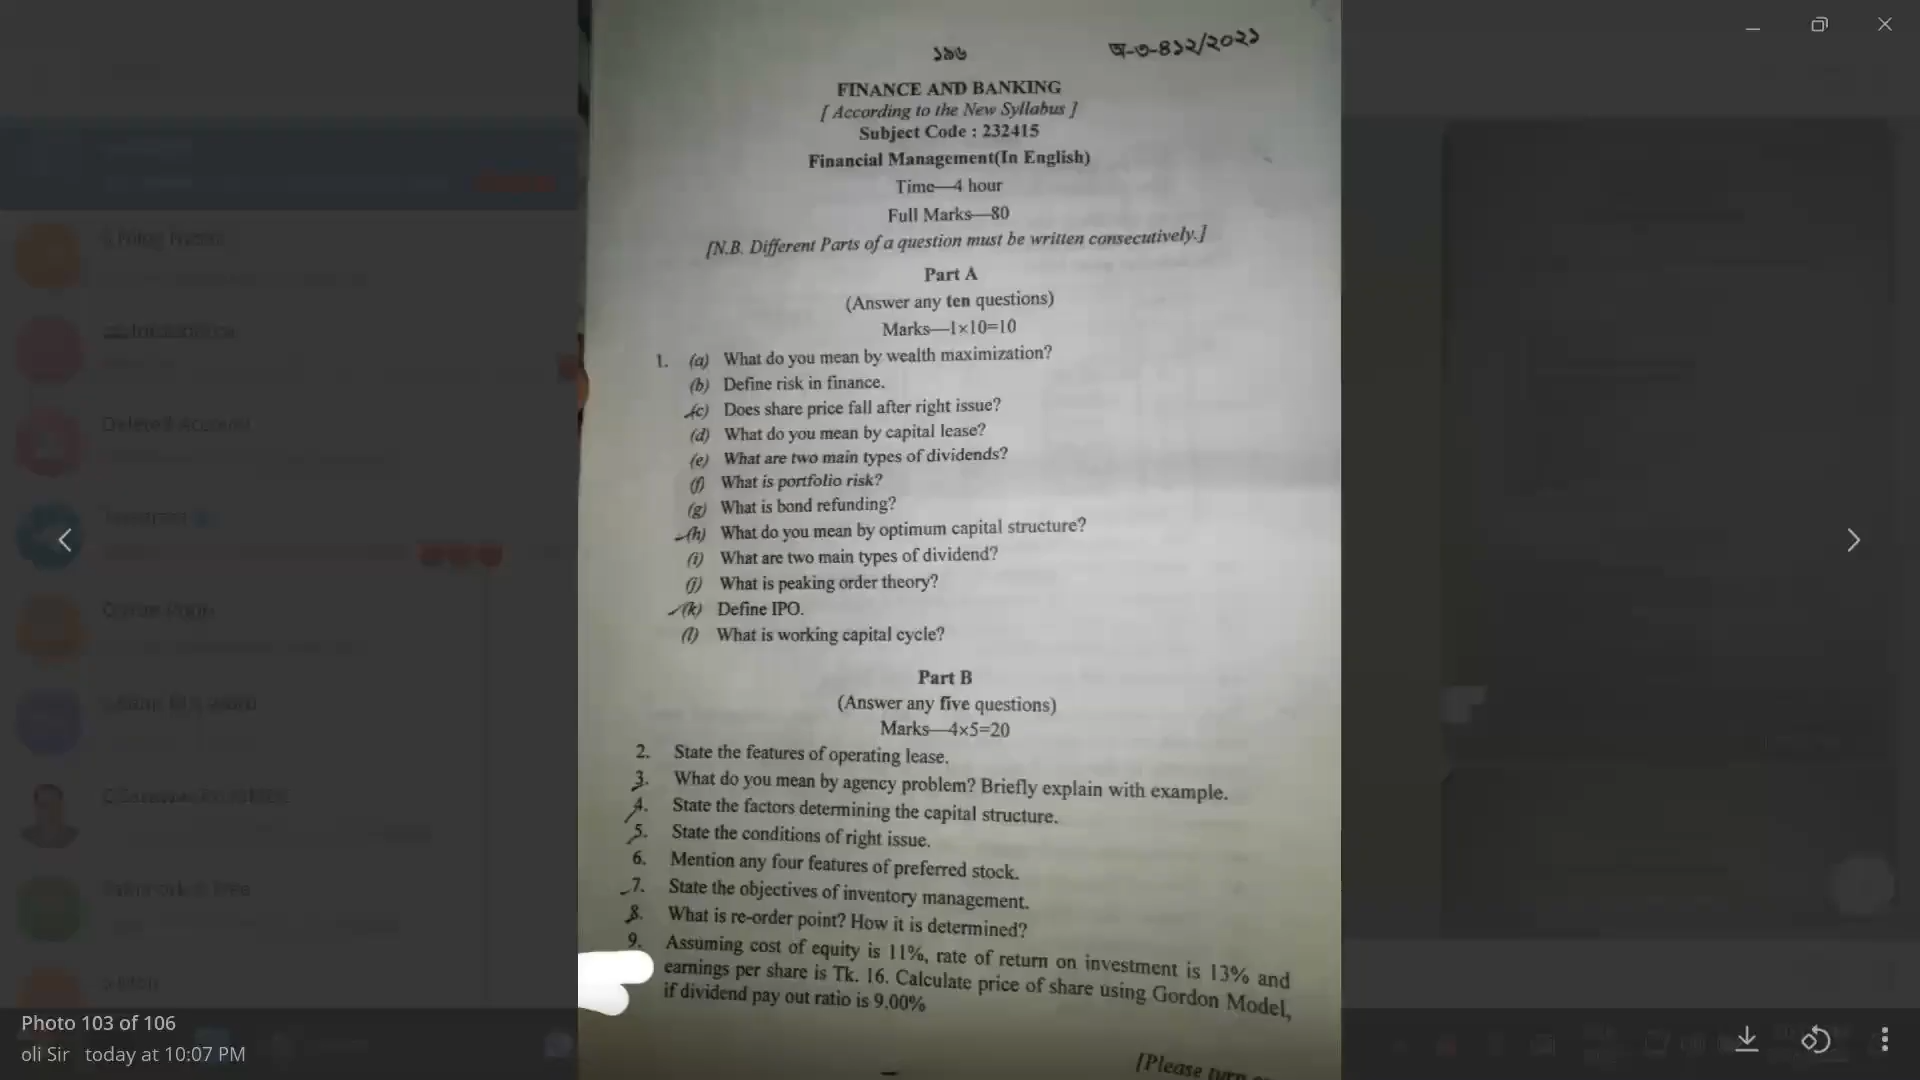 ১৯৬
অ-৩-৪১২/২০২১
FINANCE AND BANKING
[ According to the New Syllabus ]
Subject Code : 232415
Financial Management(In English)
Time—4 hour
Full Marks—80
[N.B. Different Parts of a question must be written consecutively.]
Part A
(Answer any ten questions)
Marks—1×10=10
1. (a) What do you mean by wealth maximization?
(b) Define risk in finance.
(c) Does share price fall after right issue?
(d) What do you mean by capital lease?
(e) What are two main types of dividends?
(f) What is portfolio risk?
(g) What is bond refunding?
(h) What do you mean by optimum capital structure?
(i) What are two main types of dividend?
(j) What is peaking order theory?
(k) Define IPO.
(l) What is working capital cycle?
Part B
(Answer any five questions)
Marks—4×5=20
2. State the features of operating lease.
3. What do you mean by agency problem? Briefly explain with example.
4. State the factors determining the capital structure.
5. State the conditions of right issue.
6. Mention any four features of preferred stock.
7. State the objectives of inventory management.
8. What is re-order point? How it is determined?
9. Assuming cost of equity is 11%, rate of return on investment is 13% and
earnings per share is Tk. 16. Calculate price of share using Gordon Model,
if dividend pay out ratio is 9.00%
[Please turn
Deleted Account
Photo 103 of 106
oli Sir today at 10:07 PM